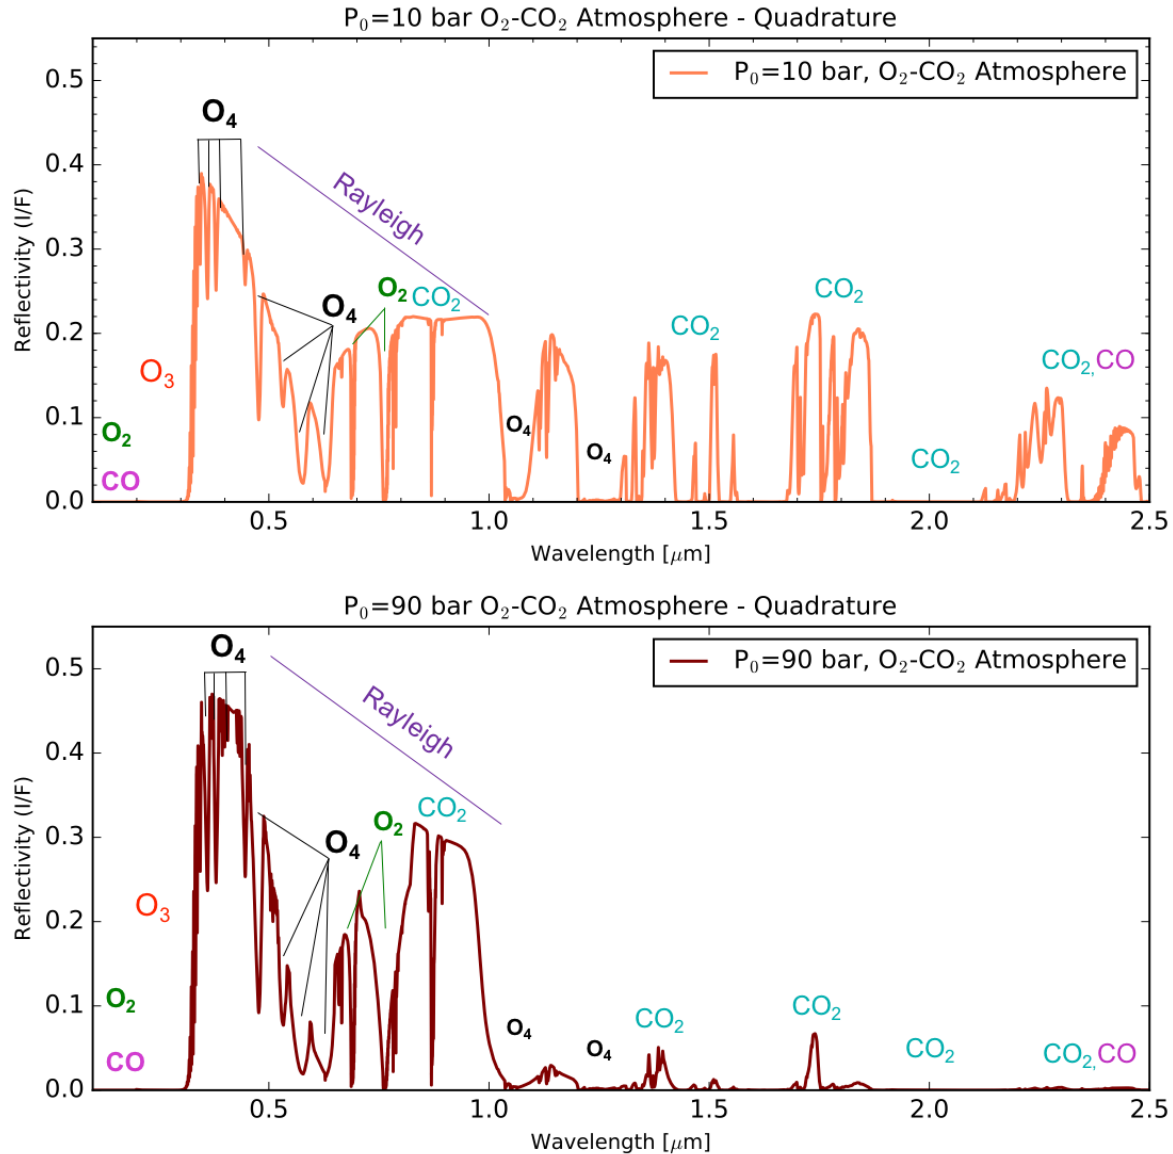 P₀=10 bar O₂-CO₂ Atmosphere - Quadrature
P₀=10 bar, O₂-CO₂ Atmosphere
O₄
Rayleigh
O₂
CO₂
O₄
CO₂
CO₂
O₃
CO₂,CO
O₄
O₄
O₂
CO₂
CO
0.5
0.4
0.3
0.2
0.1
0.0
Reflectivity (I/F)
0.5 1.0 1.5 2.0 2.5
Wavelength [μm]
P₀=90 bar O₂-CO₂ Atmosphere - Quadrature
P₀=90 bar, O₂-CO₂ Atmosphere
O₄
Rayleigh
CO₂
O₂
O₄
O₃
O₂
CO₂
CO₂
O₄
O₄
CO₂
CO₂,CO
CO
0.5
0.4
0.3
0.2
0.1
0.0
Reflectivity (I/F)
0.5 1.0 1.5 2.0 2.5
Wavelength [μm]